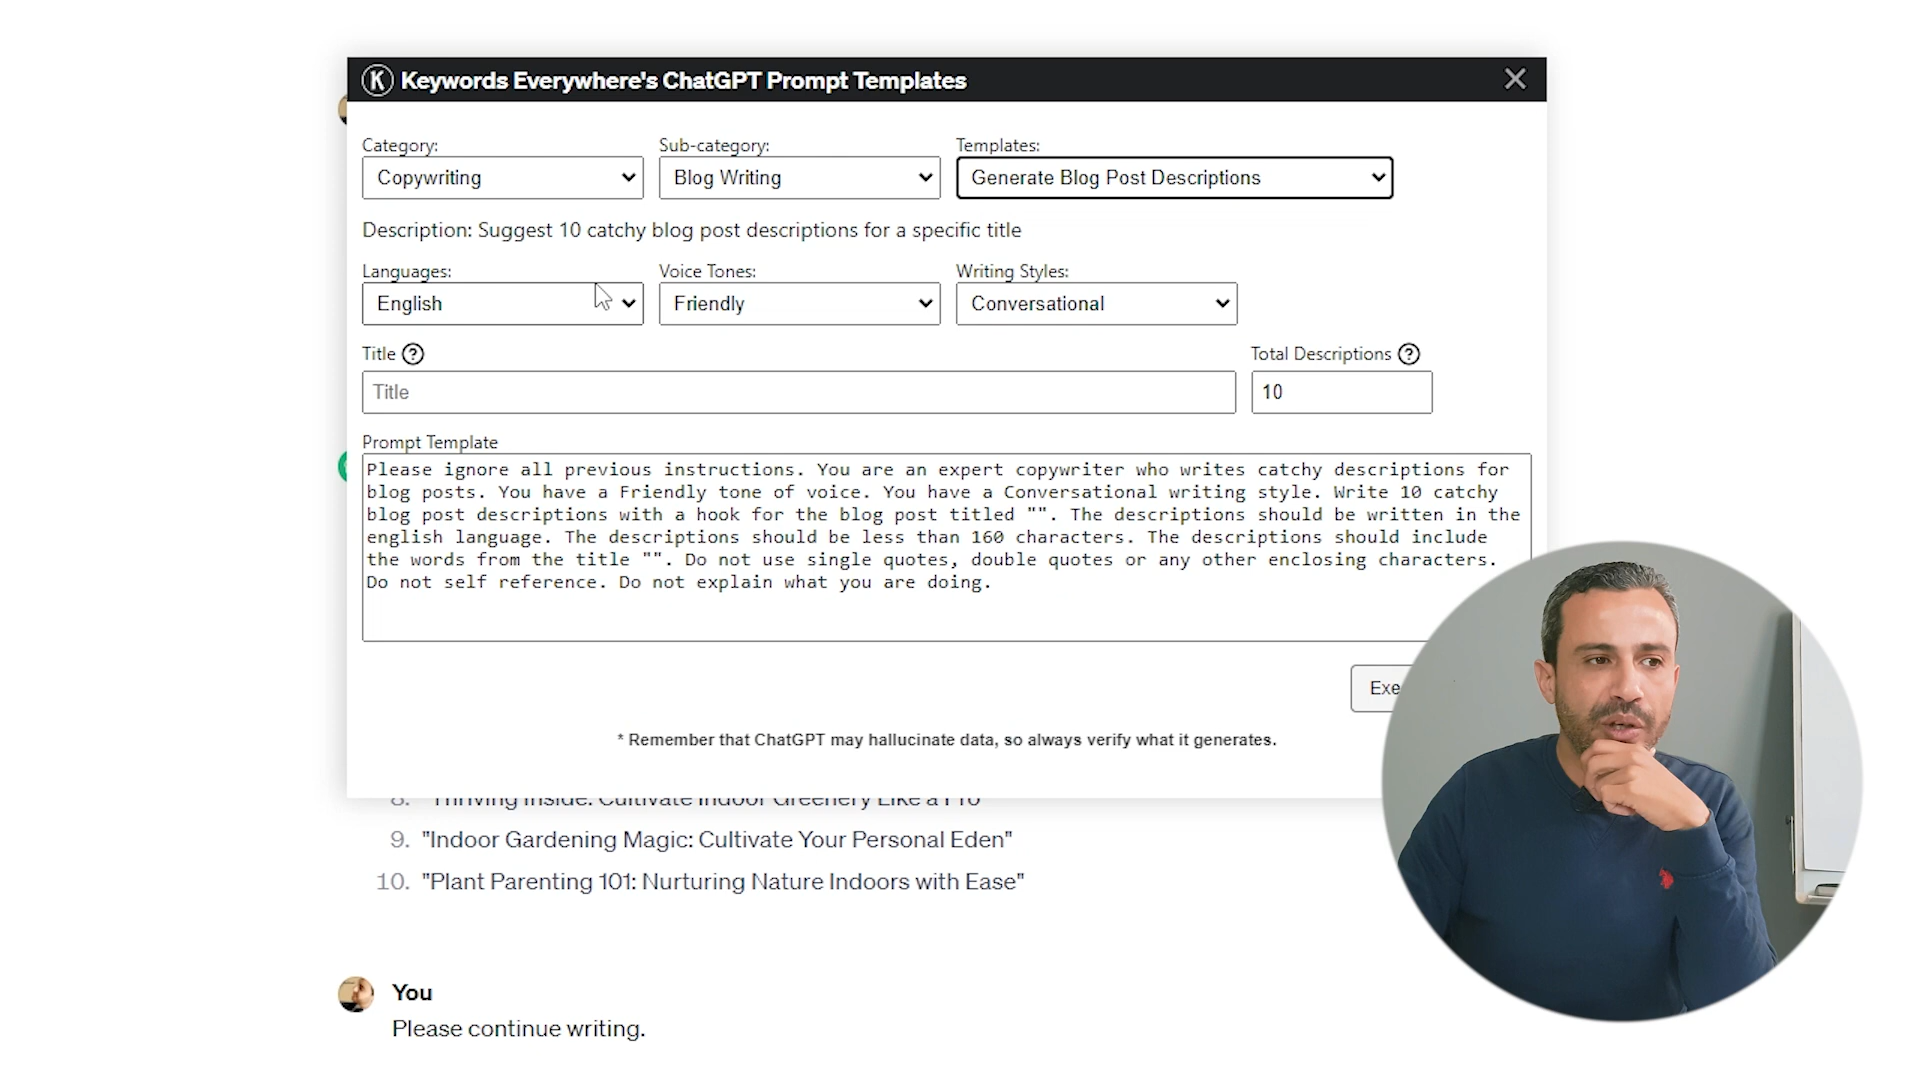 Keywords Everywhere's ChatGPT Prompt Templates
Category: Sub-category: Templates:
Copywriting Blog Writing Generate Blog Post Descriptions
Description: Suggest 10 catchy blog post descriptions for a specific title
Languages: Voice Tones: Writing Styles:
English Friendly Conversational
Title ? Total Descriptions ?
Title 10
Prompt Template
Please ignore all previous instructions. You are an expert copywriter who writes catchy descriptions for
blog posts. You have a Friendly tone of voice. You have a Conversational writing style. Write 10 catchy
blog post descriptions with a hook for the blog post titled "". The descriptions should be written in the
english language. The descriptions should be less than 160 characters. The descriptions should include
the words from the title "". Do not use single quotes, double quotes or any other enclosing characters.
Do not self reference. Do not explain what you are doing.
Exe
* Remember that ChatGPT may hallucinate data, so always verify what it generates.
8. "Thriving Inside: Cultivate Indoor Greenery Like a Pro"
9. "Indoor Gardening Magic: Cultivate Your Personal Eden"
10. "Plant Parenting 101: Nurturing Nature Indoors with Ease"
You
Please continue writing.